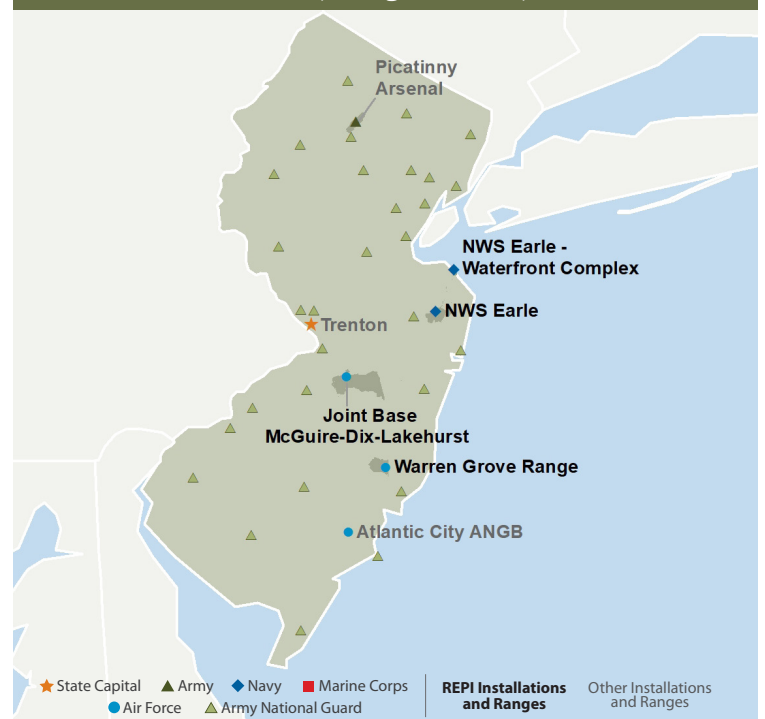 Picatinny
Arsenal
NWS Earle -
Waterfront Complex
NWS Earle
Trenton
Joint Base
McGuire-Dix-Lakehurst
Warren Grove Range
Atlantic City ANGB
State Capital
Army
Navy
Marine Corps
Air Force
Army National Guard
REPI Installations
and Ranges
Other Installations
and Ranges